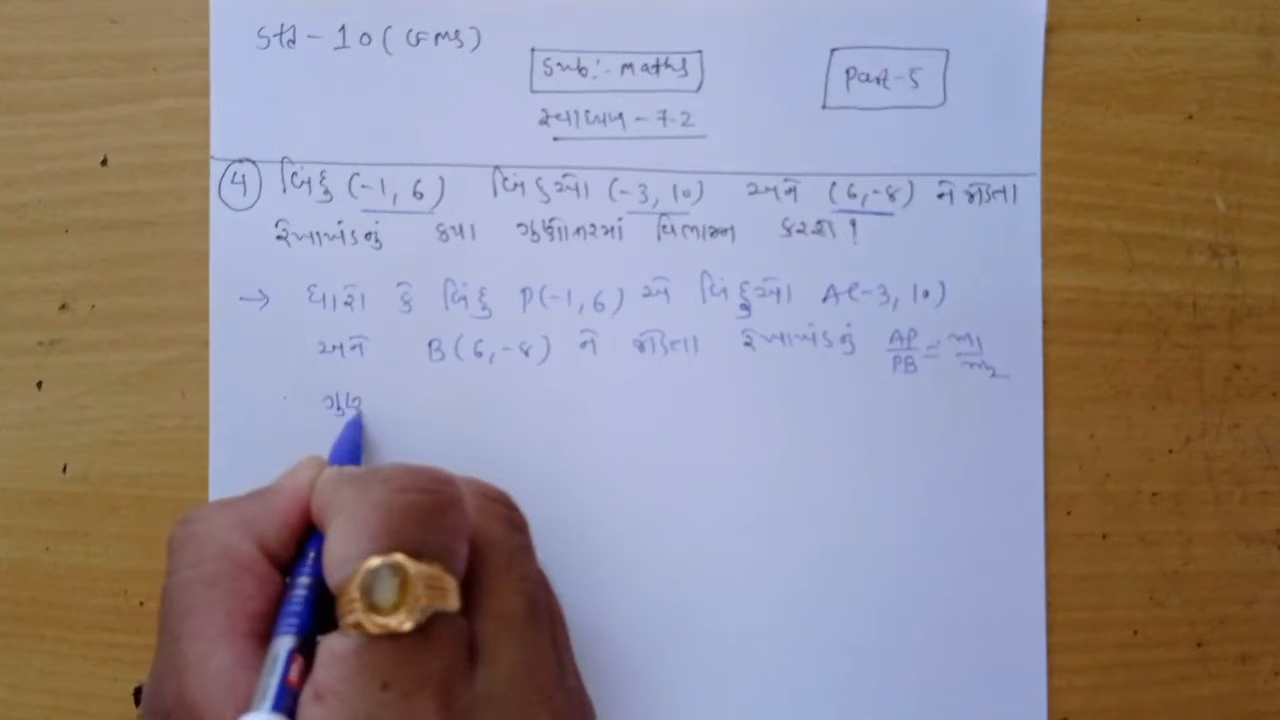 Std - 10 (GMS)
Sub:- maths
Part-5
સ્વાધ્યાય - 7.2
④ બિંદુ (-1, 6) બિંદુઓ (-3, 10) અને (6, -8) ને જોડતા
રેખાખંડનું કયા ગુણોત્તરમાં વિભાજન કરશે?
→ ધારો કે બિંદુ P(-1, 6) એ બિંદુઓ A(-3, 10)
અને B(6, -8) ને જોડતા રેખાખંડનું AP/PB = m1/m2
ગુણ